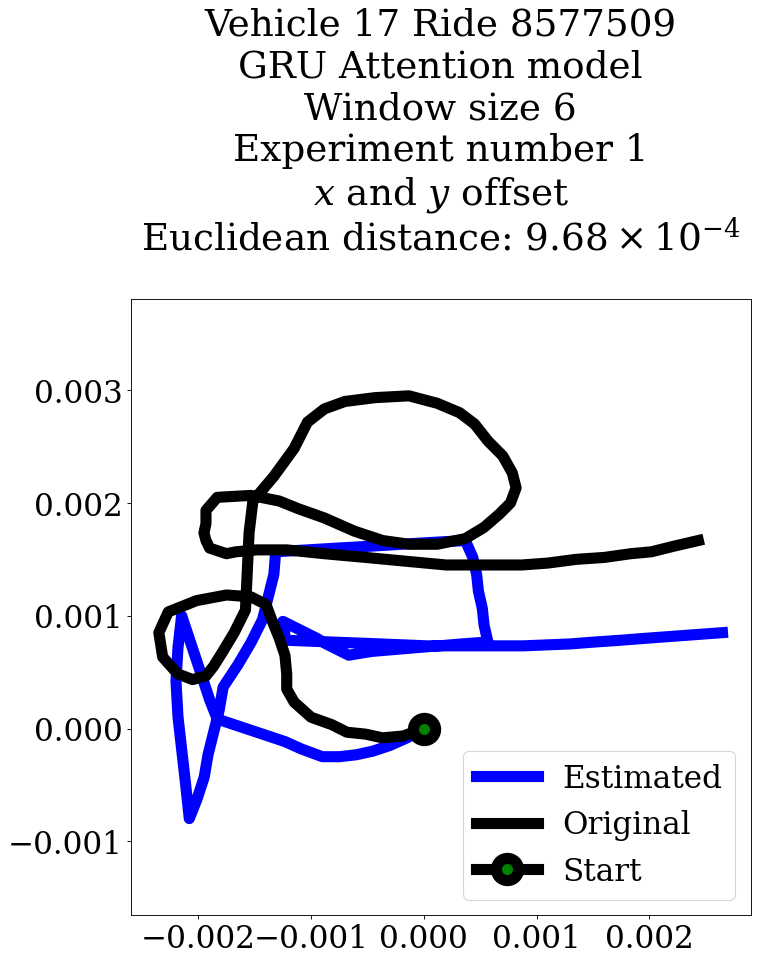 Vehicle 17 Ride 8577509
GRU Attention model
Window size 6
Experiment number 1
x and y offset
Euclidean distance: 9.68 × 10⁻⁴
0.003
0.002
0.001
0.000
−0.001
−0.002 −0.001 0.000 0.001 0.002
Estimated
Original
Start